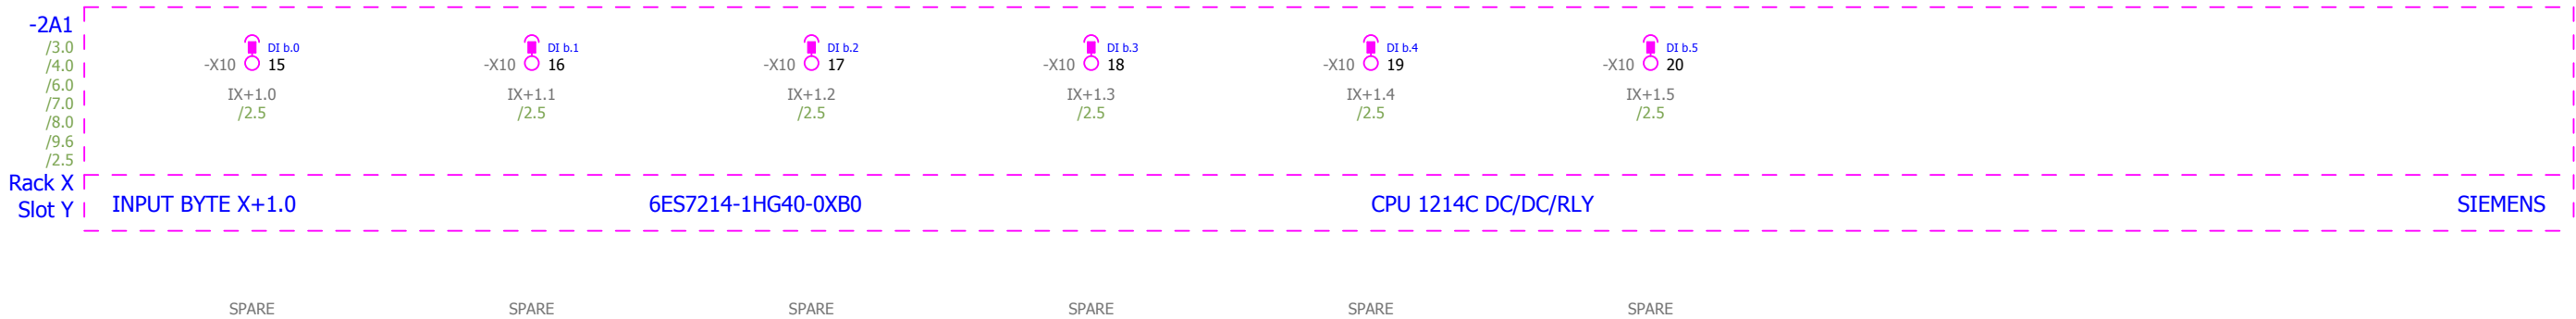 -2A1
/3.0
/4.0
/6.0
/7.0
/8.0
/9.6
/2.5
Rack X
Slot Y
DI b.0 DI b.1 DI b.2 DI b.3 DI b.4 DI b.5
-X10 15 -X10 16 -X10 17 -X10 18 -X10 19 -X10 20
IX+1.0 IX+1.1 IX+1.2 IX+1.3 IX+1.4 IX+1.5
/2.5 /2.5 /2.5 /2.5 /2.5 /2.5
INPUT BYTE X+1.0 6ES7214-1HG40-0XB0 CPU 1214C DC/DC/RLY SIEMENS
SPARE SPARE SPARE SPARE SPARE SPARE